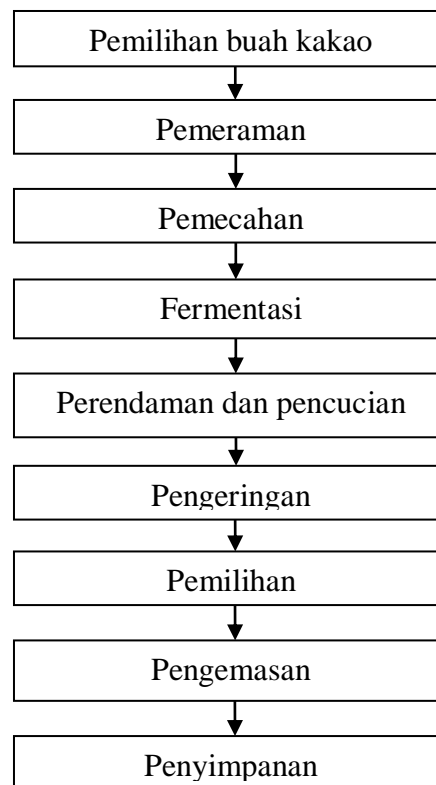 Pemilihan buah kakao
Pemeraman
Pemecahan
Fermentasi
Perendaman dan pencucian
Pengeringan
Pemilihan
Pengemasan
Penyimpanan